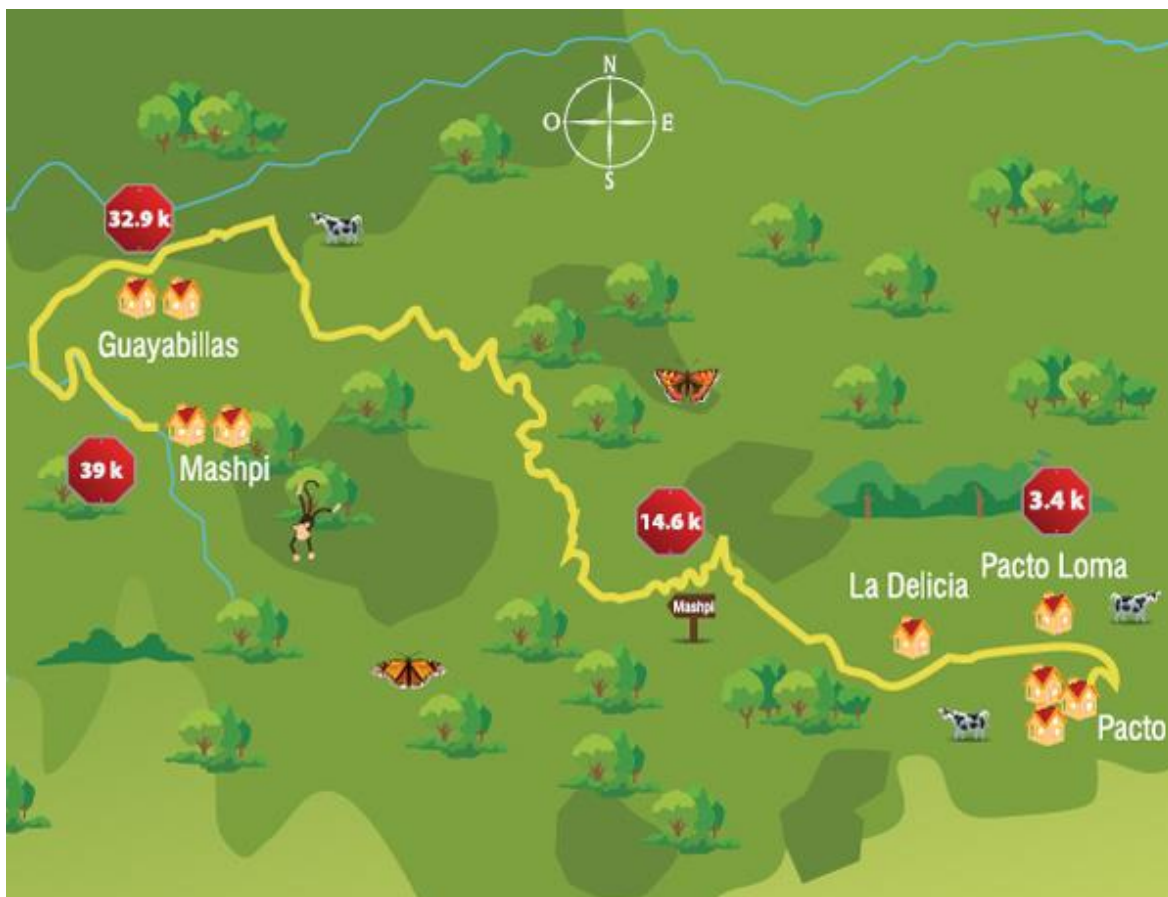 N
O E
S
32.9 k
Guayabillas
Mashpi
39 k
14.6 k
3.4 k
Pacto Loma
La Delicia
Mashpi
Pacto